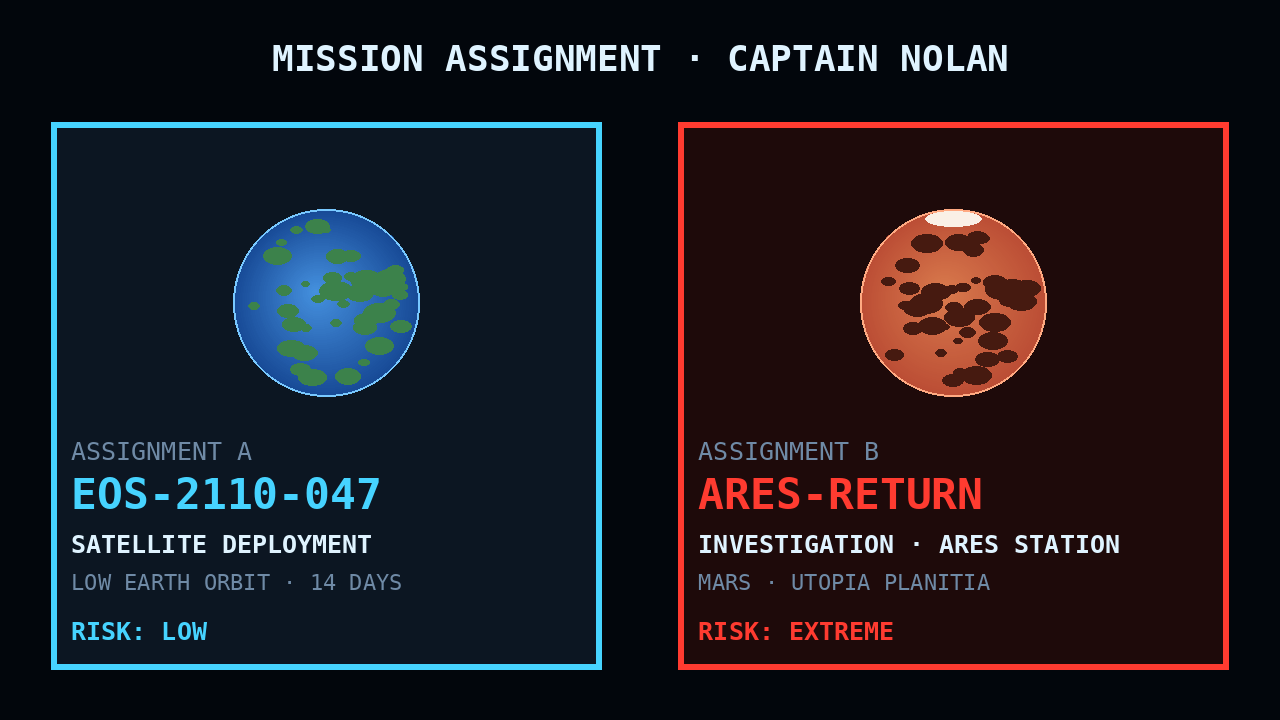 MISSION ASSIGNMENT · CAPTAIN NOLAN
ASSIGNMENT A
EOS-2110-047
SATELLITE DEPLOYMENT
LOW EARTH ORBIT · 14 DAYS
RISK: LOW
ASSIGNMENT B
ARES-RETURN
INVESTIGATION · ARES STATION
MARS · UTOPIA PLANITIA
RISK: EXTREME